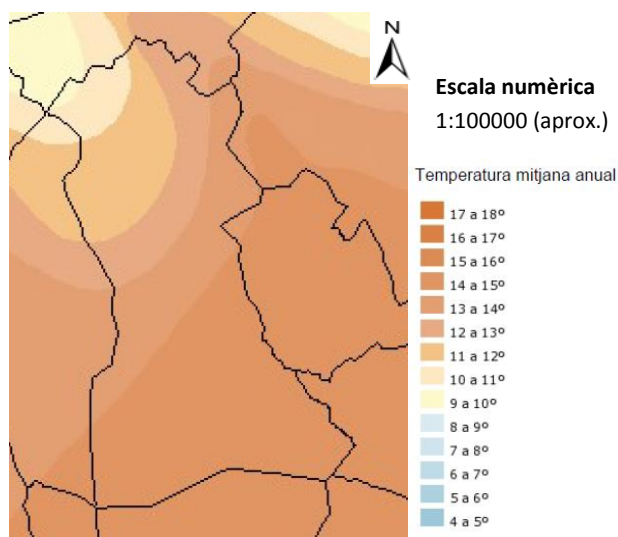 N
Escala numèrica
1:100000 (aprox.)
Temperatura mitjana anual
17 a 18º
16 a 17º
15 a 16º
14 a 15º
13 a 14º
12 a 13º
11 a 12º
10 a 11º
9 a 10º
8 a 9º
7 a 8º
6 a 7º
5 a 6º
4 a 5º